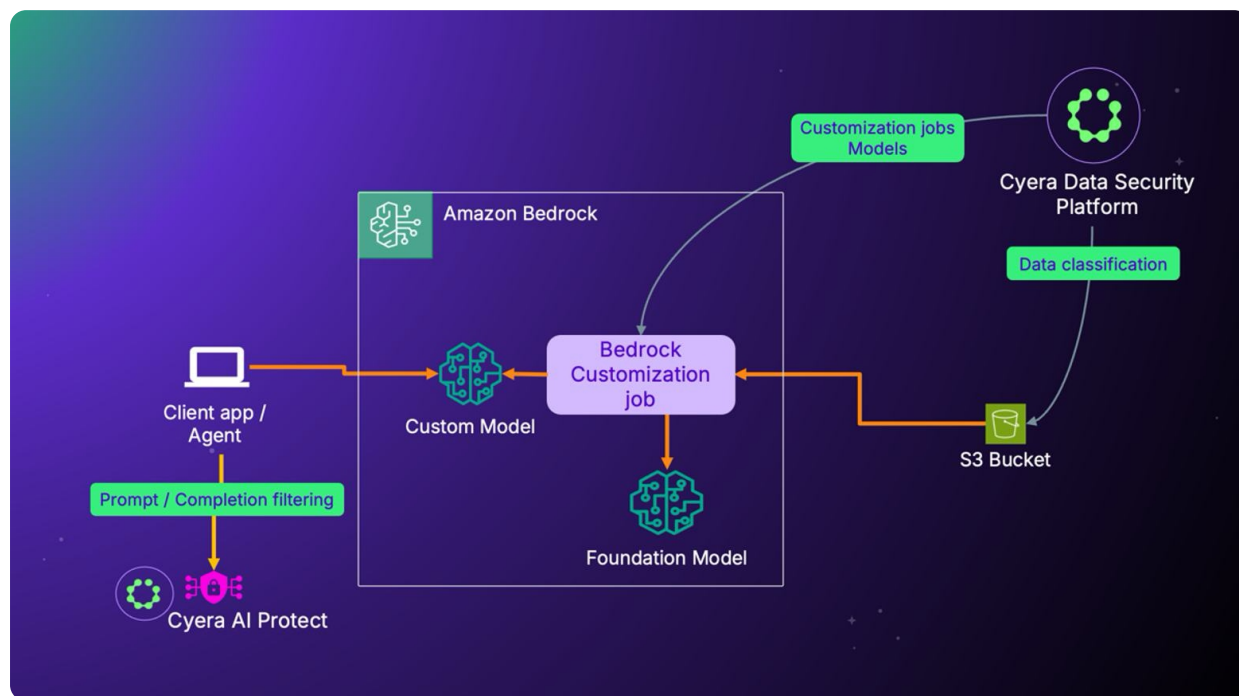 Customization jobs
Models
Cyera Data Security
Platform
Amazon Bedrock
Data classification
Bedrock
Customization
job
Client app /
Agent
Custom Model
S3 Bucket
Prompt / Completion filtering
Foundation Model
Cyera AI Protect